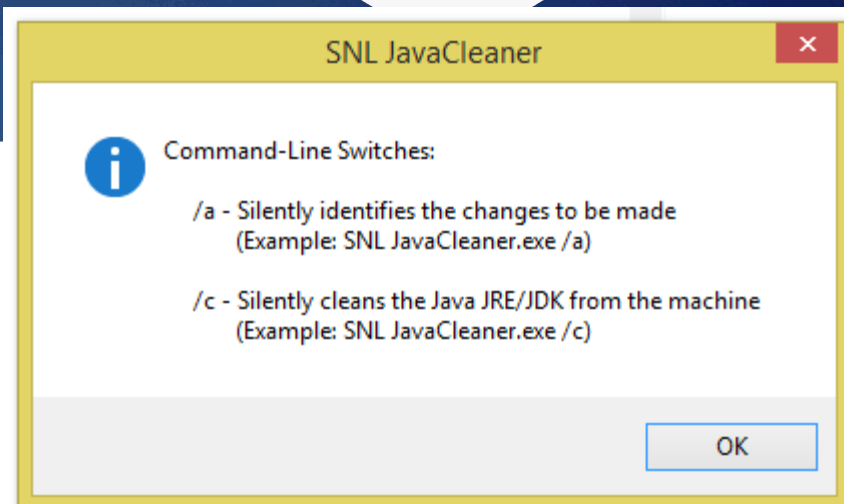 SNL JavaCleaner
Command-Line Switches:
/a - Silently identifies the changes to be made
(Example: SNL JavaCleaner.exe /a)
/c - Silently cleans the Java JRE/JDK from the machine
(Example: SNL JavaCleaner.exe /c)
OK